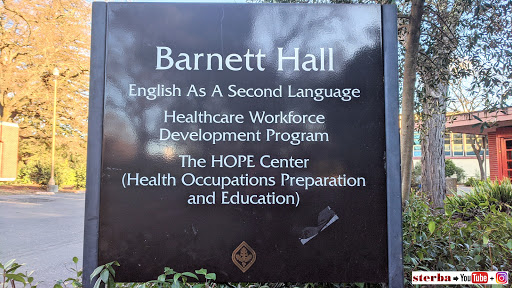 Barnett Hall
English As A Second Language
Healthcare Workforce
Development Program
The HOPE Center
(Health Occupations Preparation
and Education)
sterba YouTube +